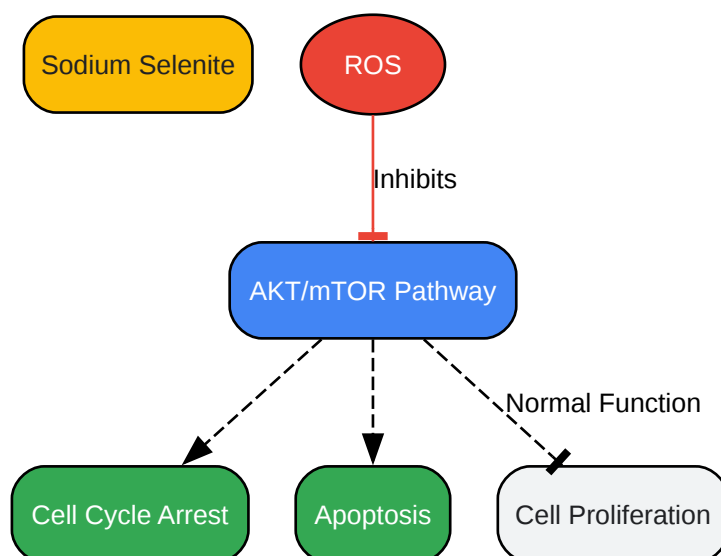 Sodium Selenite
ROS
Inhibits
AKT/mTOR Pathway
Normal Function
Cell Cycle Arrest
Apoptosis
Cell Proliferation